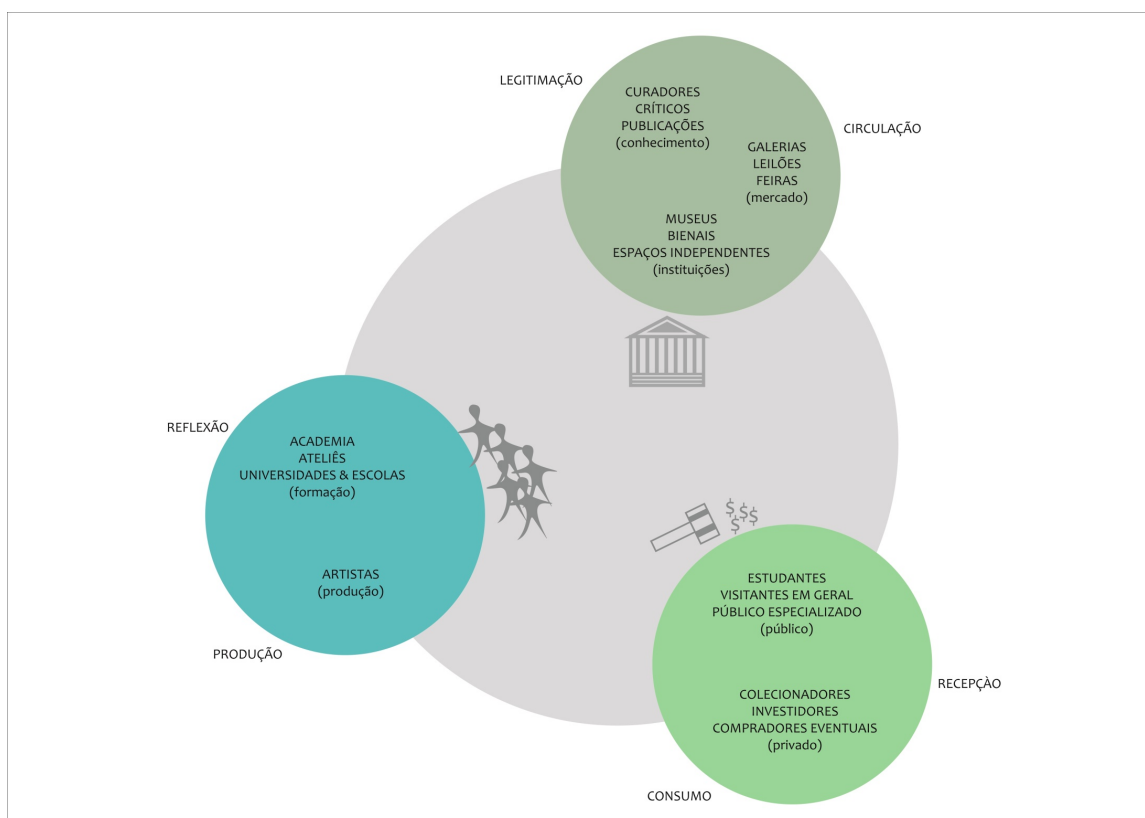 LEGITIMAÇÃO
CURADORES
CRÍTICOS
PUBLICAÇÕES
(conhecimento)
CIRCULAÇÃO
GALERIAS
LEILÕES
FEIRAS
(mercado)
MUSEUS
BIENAIS
ESPAÇOS INDEPENDENTES
(instituições)
REFLEXÃO
ACADEMIA
ATELIÊS
UNIVERSIDADES & ESCOLAS
(formação)
ARTISTAS
(produção)
PRODUÇÃO
$$$
$$
ESTUDANTES
VISITANTES EM GERAL
PÚBLICO ESPECIALIZADO
(público)
RECEPÇÀO
COLECIONADORES
INVESTIDORES
COMPRADORES EVENTUAIS
(privado)
CONSUMO